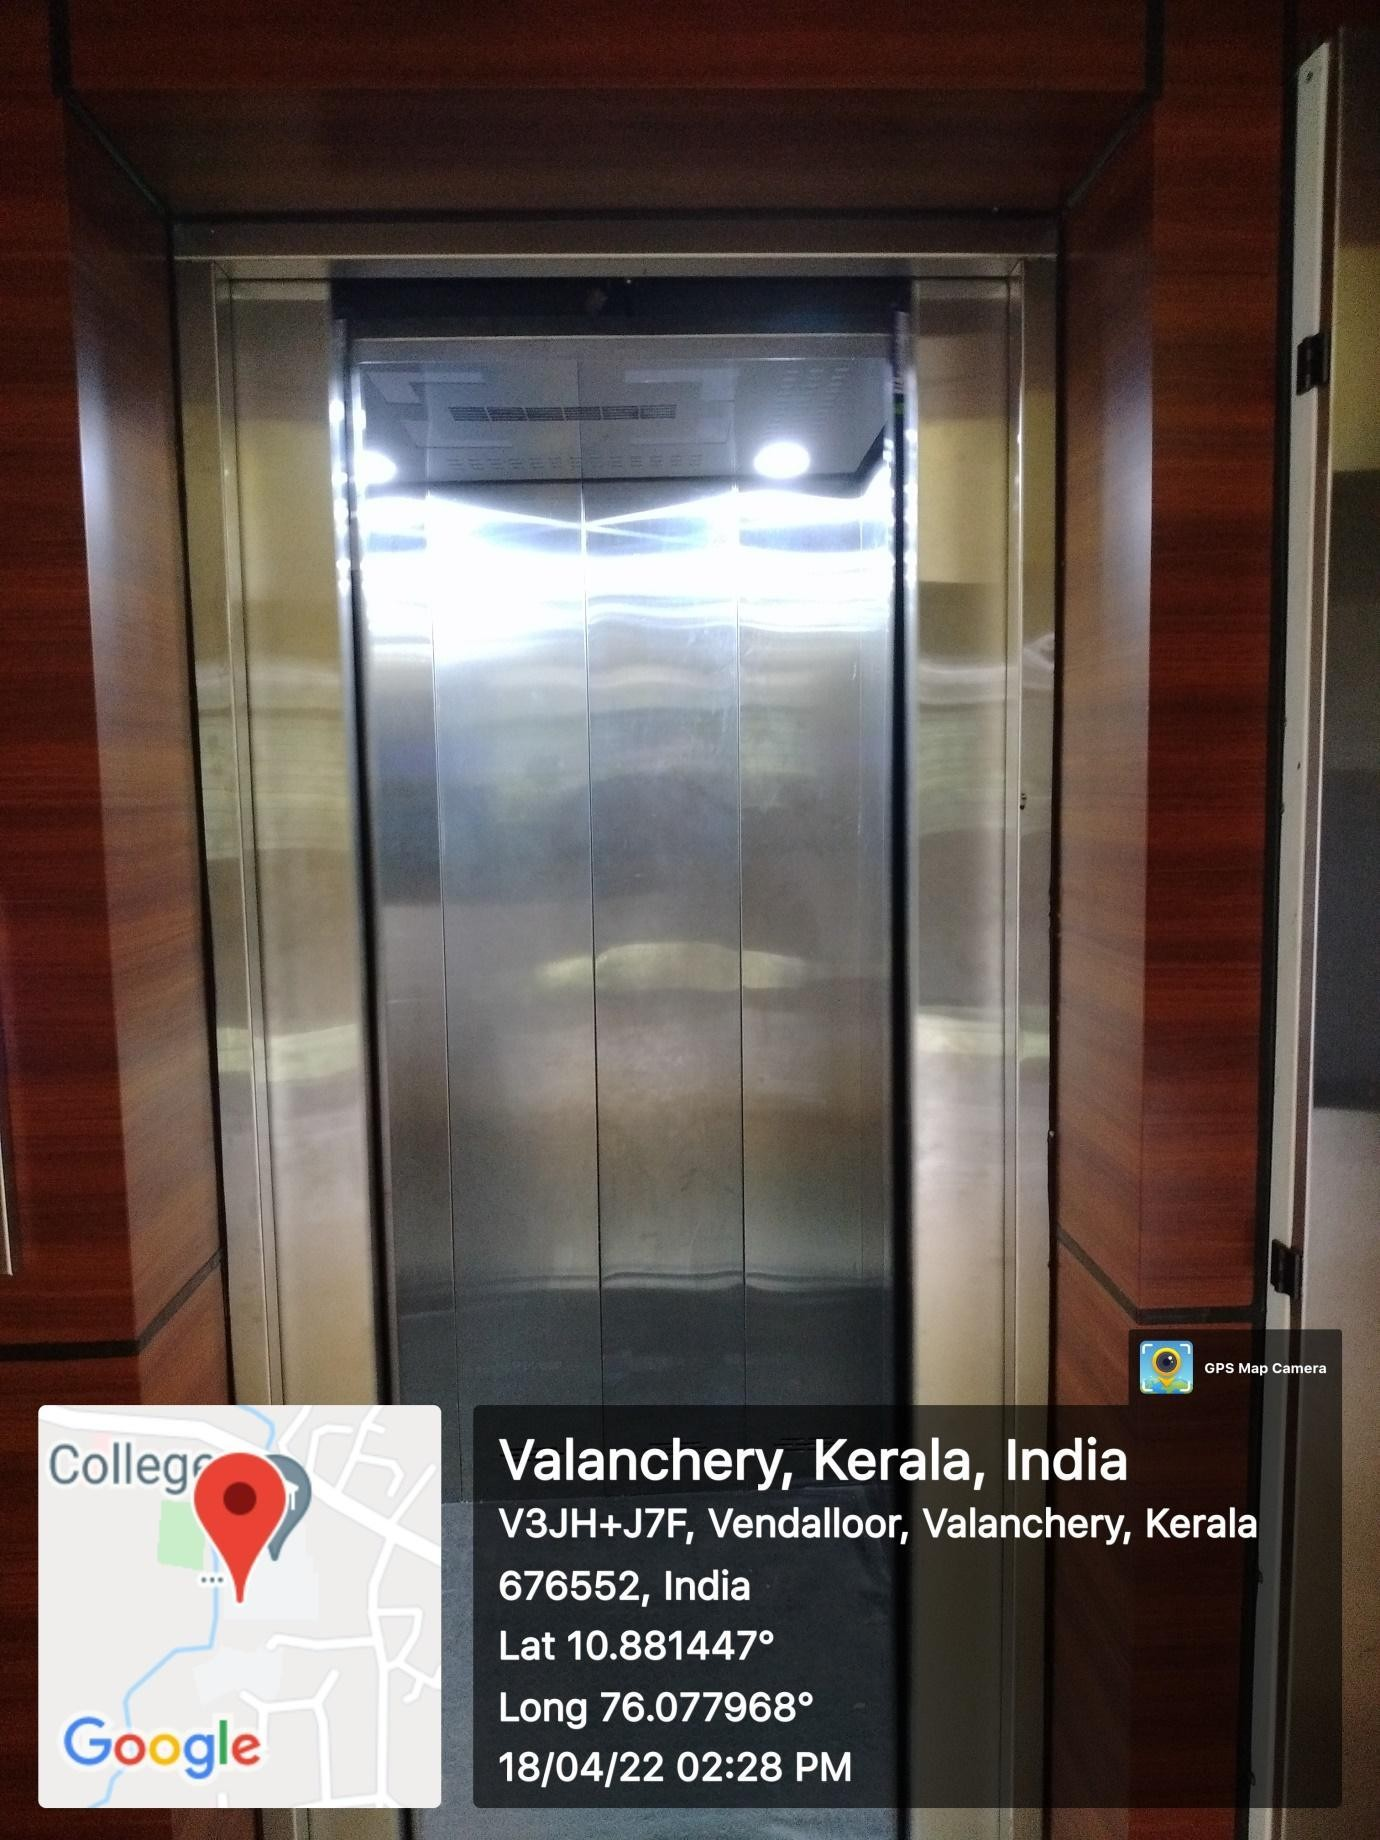 GPS Map Camera
College
...
Google
Valanchery, Kerala, India
V3JH+J7F, Vendalloor, Valanchery, Kerala
676552, India
Lat 10.881447°
Long 76.077968°
18/04/22 02:28 PM